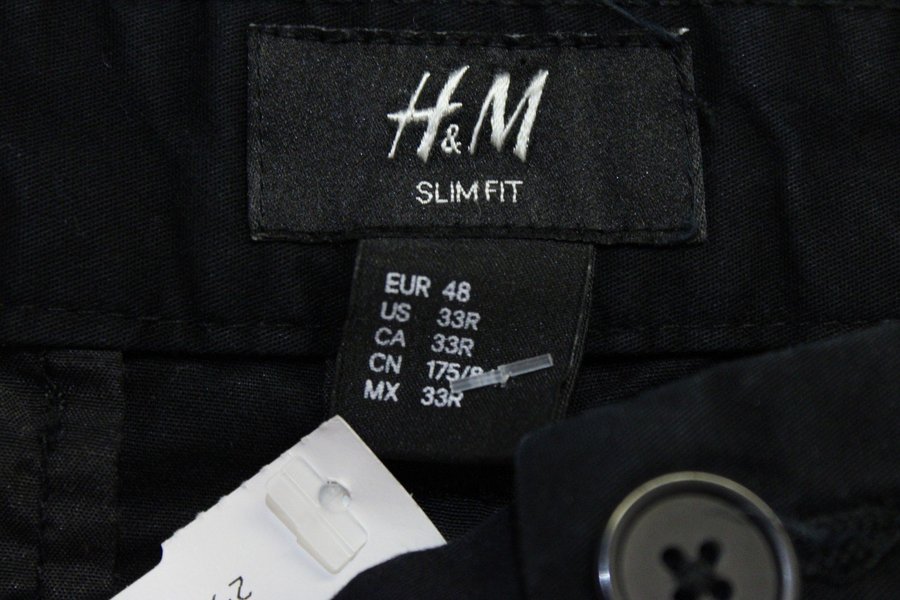 H&M
SLIM FIT
EUR 48
US 33R
CA 33R
CN
MX 33R